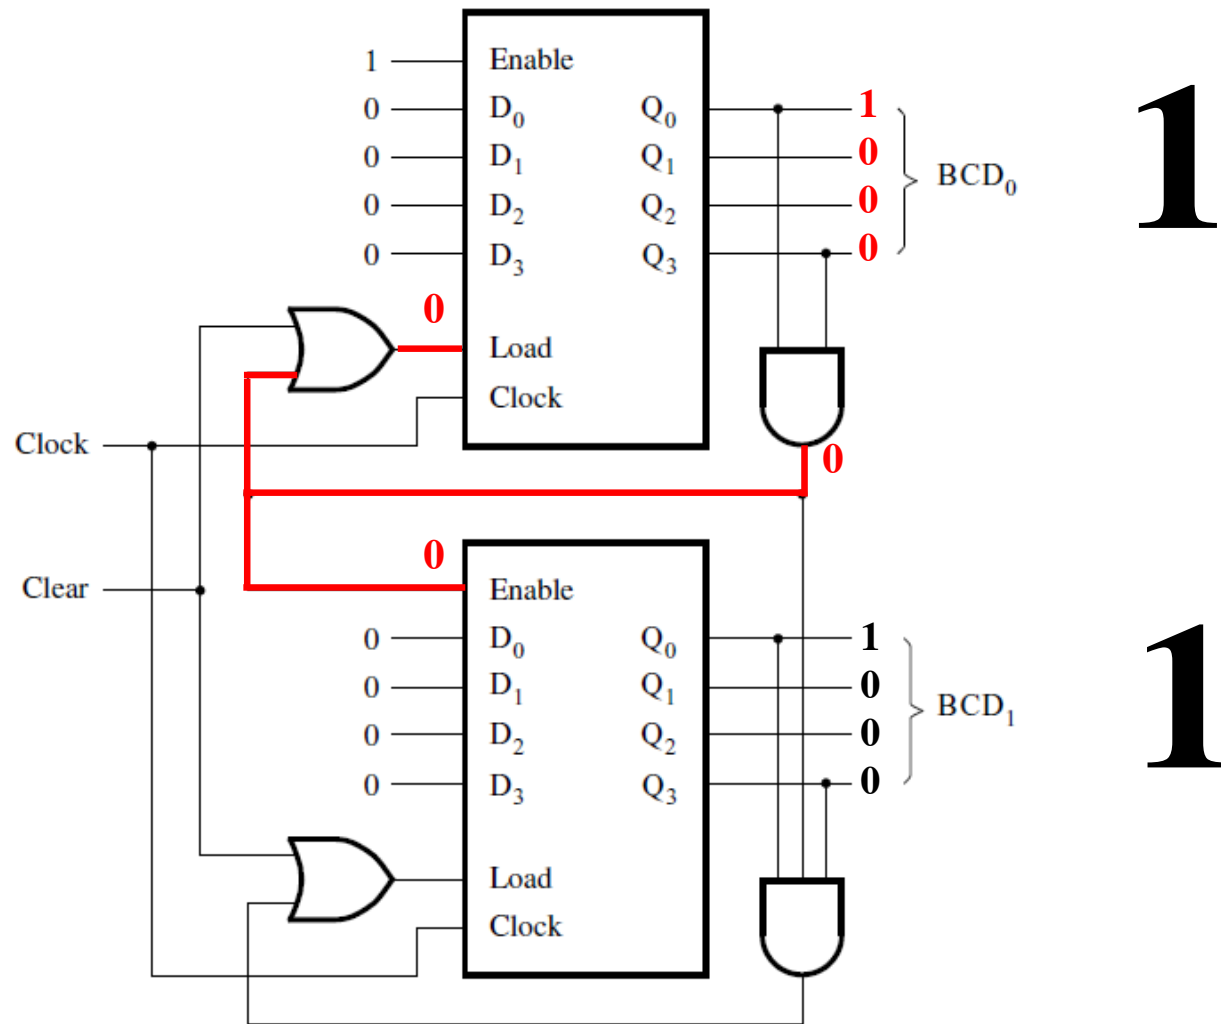 1 Enable
0 D0 Q0 1
0 D1 Q1 0
0 D2 Q2 0
0 D3 Q3 0
BCD0
1
0
Load
Clock
Clock
0
0
Clear
Enable
0 D0 Q0 1
0 D1 Q1 0
0 D2 Q2 0
0 D3 Q3 0
BCD1
1
Load
Clock